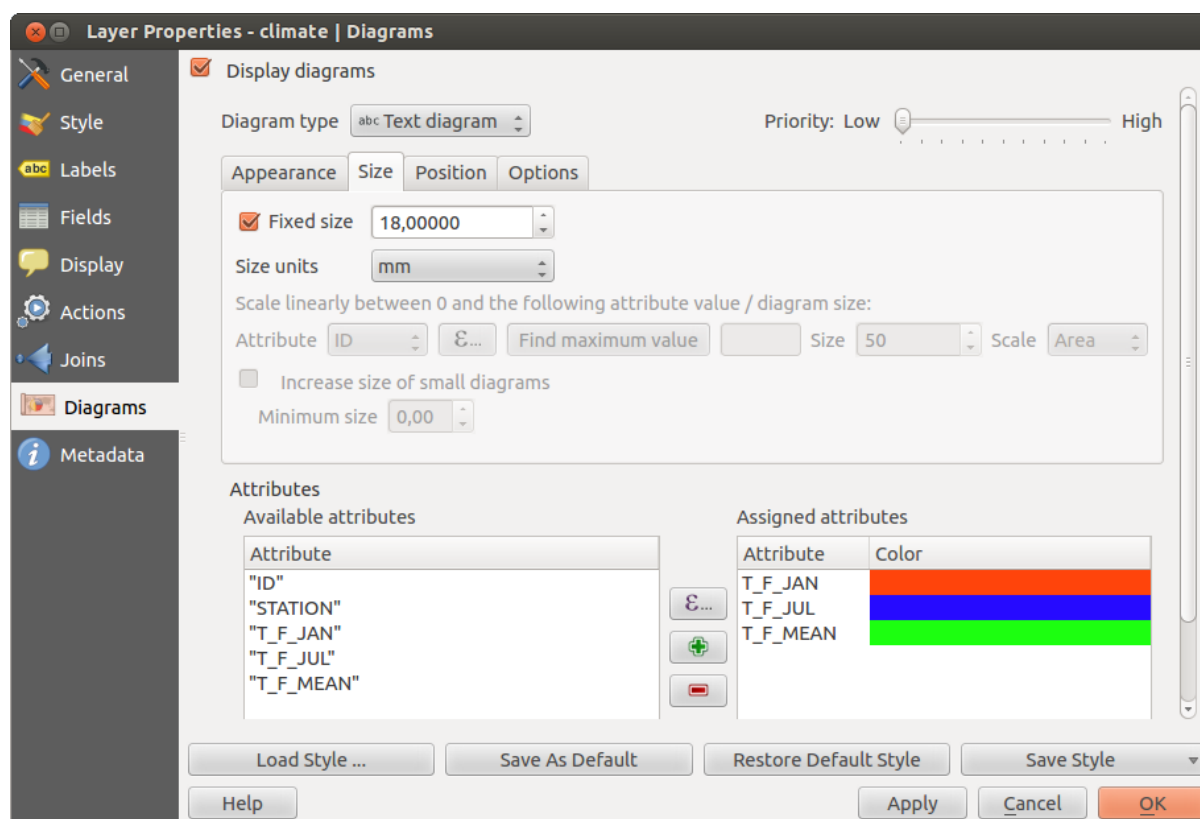 Layer Properties - climate | Diagrams
General
Style
abc Labels
Fields
Display
Actions
Joins
Diagrams
i Metadata
Display diagrams
Diagram type abc Text diagram Priority: Low High
Appearance Size Position Options
Fixed size 18,00000
Size units mm
Scale linearly between 0 and the following attribute value / diagram size:
Attribute ID ε... Find maximum value Size 50 Scale Area
Increase size of small diagrams
Minimum size 0,00
Attributes
Available attributes
Attribute
"ID"
"STATION"
"T_F_JAN"
"T_F_JUL"
"T_F_MEAN"
ε...
Assigned attributes
Attribute Color
T_F_JAN
T_F_JUL
T_F_MEAN
Load Style ... Save As Default Restore Default Style Save Style
Help Apply Cancel OK